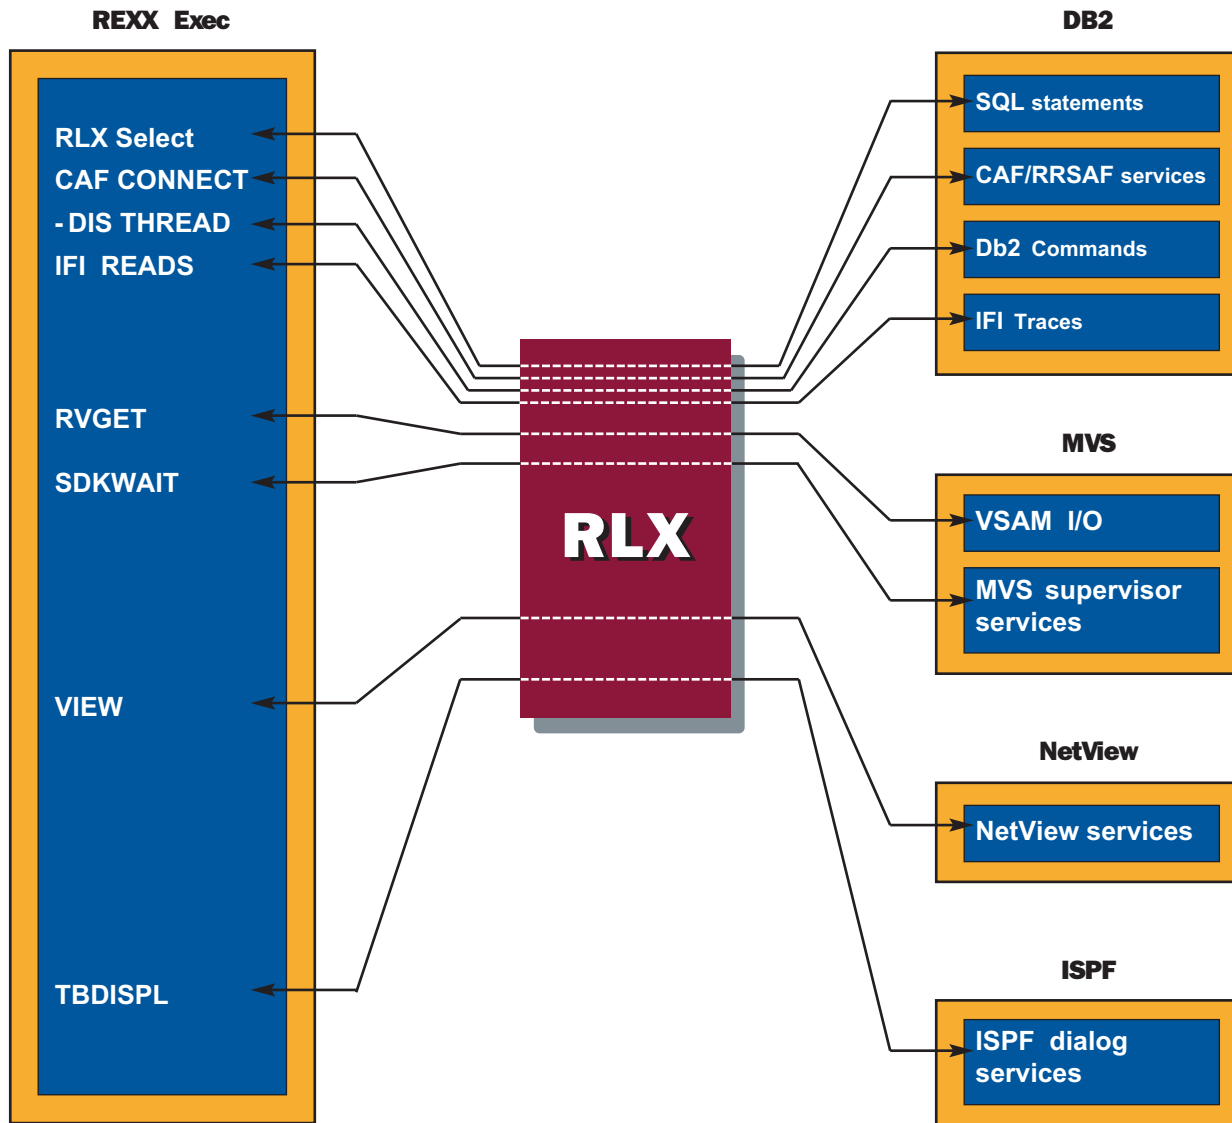 REXX Exec
RLX Select
CAF CONNECT
- DIS THREAD
IFI READS
RVGET
SDKWAIT
VIEW
TBDISPL
RLX
DB2
SQL statements
CAF/RRSAF services
Db2 Commands
IFI Traces
MVS
VSAM I/O
MVS supervisor
services
NetView
NetView services
ISPF
ISPF dialog
services